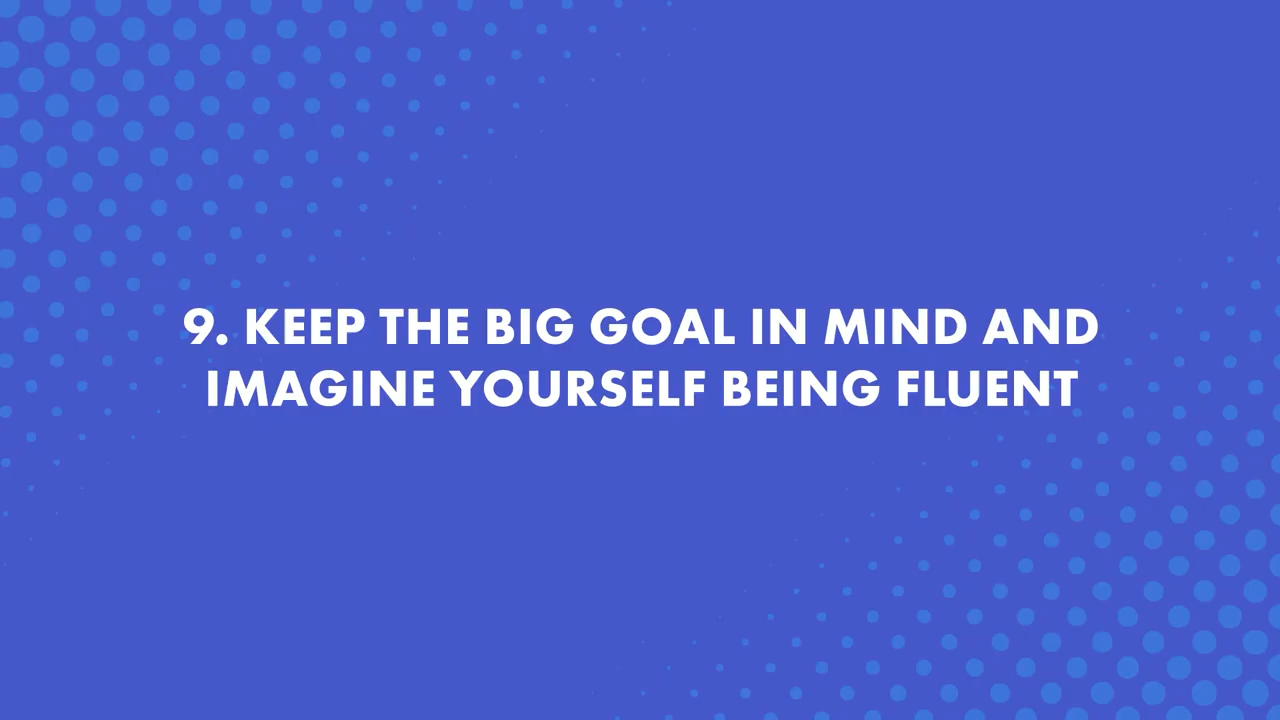 9. KEEP THE BIG GOAL IN MIND AND
IMAGINE YOURSELF BEING FLUENT